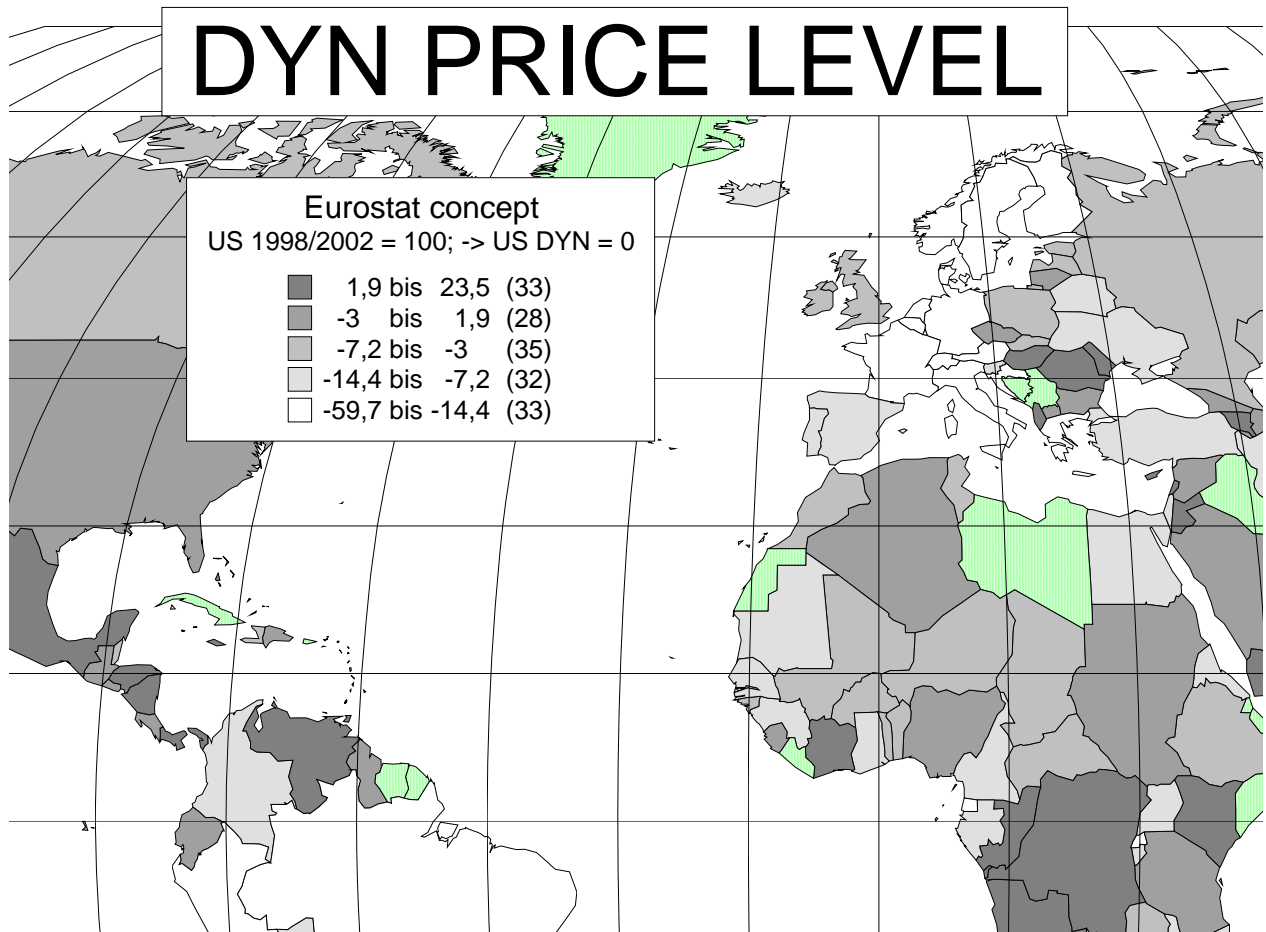 DYN PRICE LEVEL
Eurostat concept
US 1998/2002 = 100; -> US DYN = 0
1,9 bis 23,5 (33)
-3 bis 1,9 (28)
-7,2 bis -3 (35)
-14,4 bis -7,2 (32)
-59,7 bis -14,4 (33)